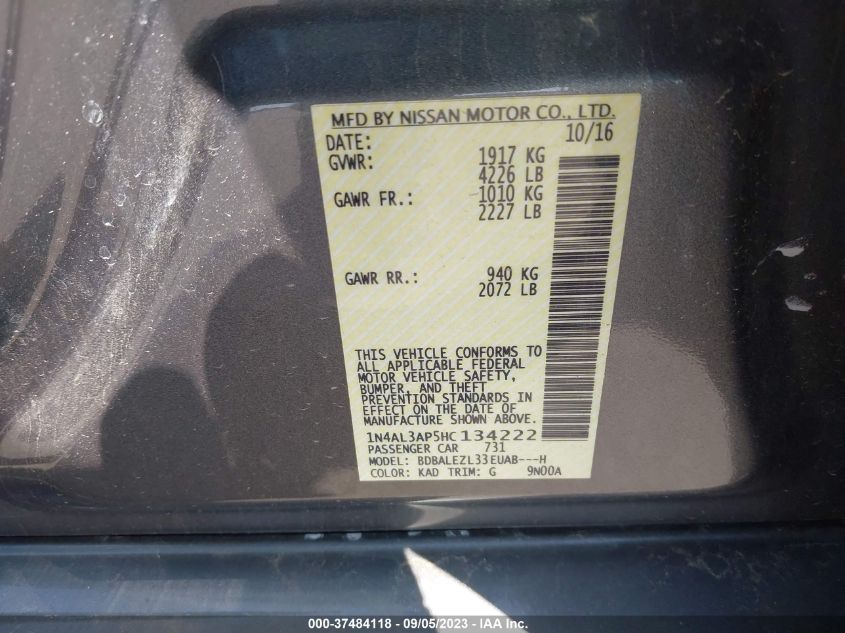 MFD BY NISSAN MOTOR CO., LTD.
DATE: 10/16
GVWR: 1917 KG
4226 LB
GAWR FR.: 1010 KG
2227 LB
GAWR RR.: 940 KG
2072 LB
THIS VEHICLE CONFORMS TO
ALL APPLICABLE FEDERAL
MOTOR VEHICLE SAFETY,
BUMPER, AND THEFT
PREVENTION STANDARDS IN
EFFECT ON THE DATE OF
MANUFACTURE SHOWN ABOVE.
1N4AL3AP5HC134222
PASSENGER CAR 731
MODEL: BDBALEZL33EUAB---H
COLOR: KAD TRIM: G 9N00A
000-37484118 - 09/05/2023 - IAA Inc.